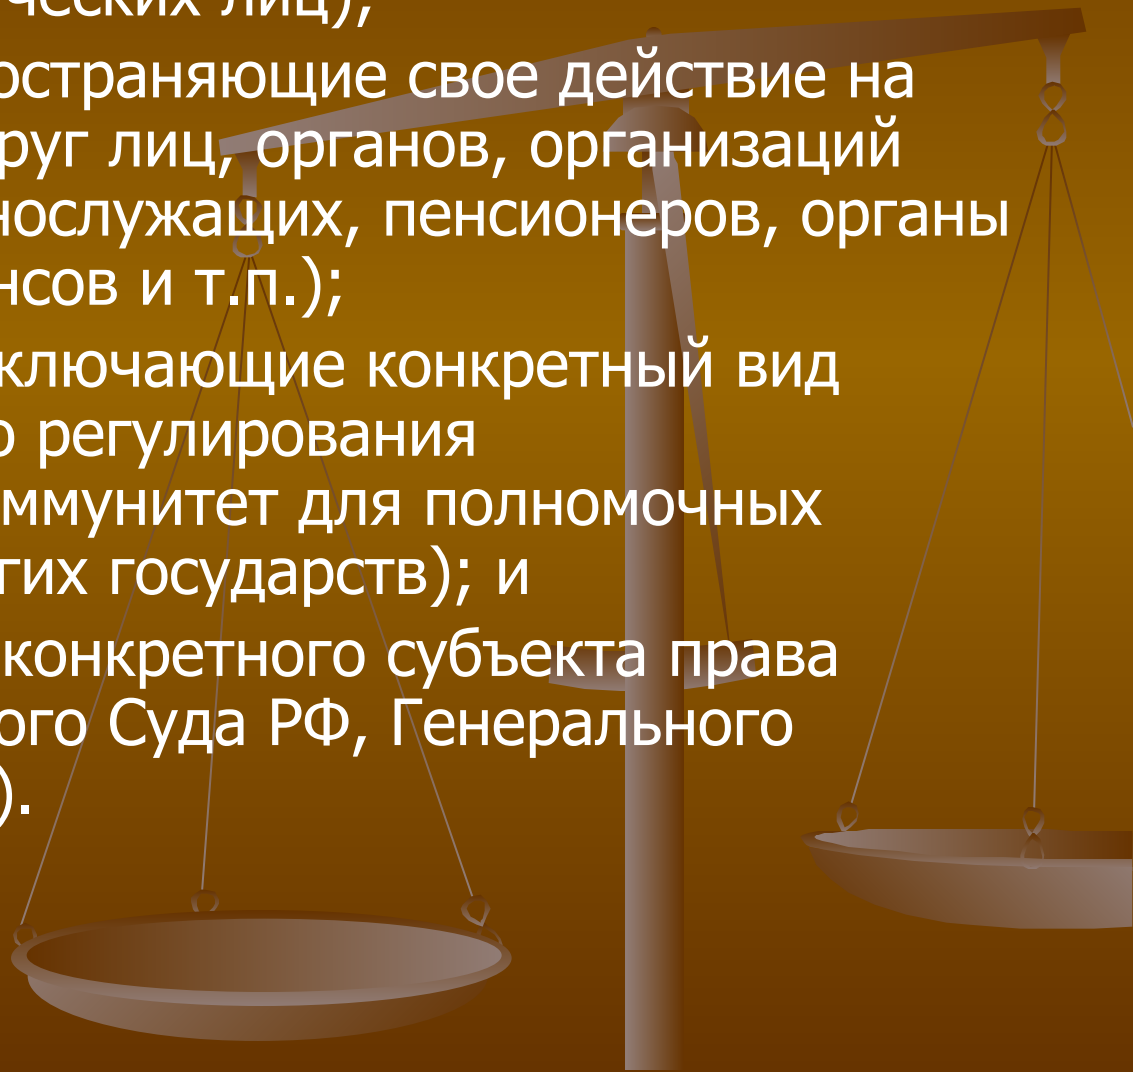 ческих лиц);
остраняющие свое действие на
руг лиц, органов, организаций
нослужащих, пенсионеров, органы
нсов и т.п.);
ключающие конкретный вид
о регулирования
ммунитет для полномочных
гих государств); и
конкретного субъекта права
ого Суда РФ, Генерального
).